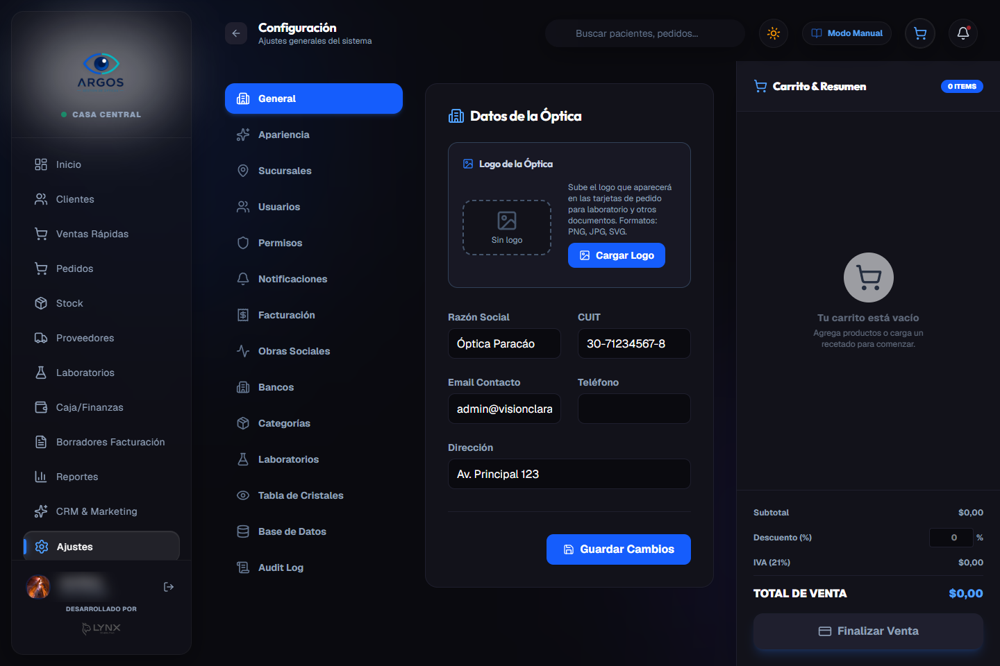 ARGOS
CASA CENTRAL
Inicio
Clientes
Ventas Rápidas
Pedidos
Stock
Proveedores
Laboratorios
Caja/Finanzas
Borradores Facturación
Reportes
CRM & Marketing
Ajustes
DESARROLLADO POR
LYNX
Configuración
Ajustes generales del sistema
Buscar pacientes, pedidos...
Modo Manual
General
Apariencia
Sucursales
Usuarios
Permisos
Notificaciones
Facturación
Obras Sociales
Bancos
Categorías
Laboratorios
Tabla de Cristales
Base de Datos
Audit Log
Datos de la Óptica
Logo de la Óptica
Sin logo
Sube el logo que aparecerá
en las tarjetas de pedido
para laboratorio y otros
documentos. Formatos:
PNG, JPG, SVG.
Cargar Logo
Razón Social
CUIT
Óptica Paracáo
30-71234567-8
Email Contacto
Teléfono
admin@visionclara
Dirección
Av. Principal 123
Guardar Cambios
Carrito & Resumen
0 ITEMS
Tu carrito está vacío
Agrega productos o carga un
recetado para comenzar.
Subtotal $0,00
Descuento (%) 0 %
IVA (21%) $0,00
TOTAL DE VENTA $0,00
Finalizar Venta